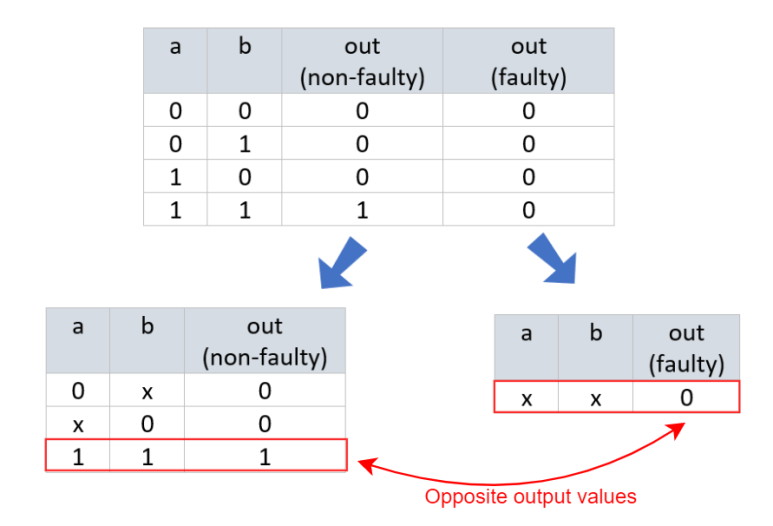 a b out out
(non-faulty) (faulty)
0 0 0 0
0 1 0 0
1 0 0 0
1 1 1 0
a b out
(non-faulty)
0 x 0
x 0 0
1 1 1
a b out
(faulty)
x x 0
Opposite output values